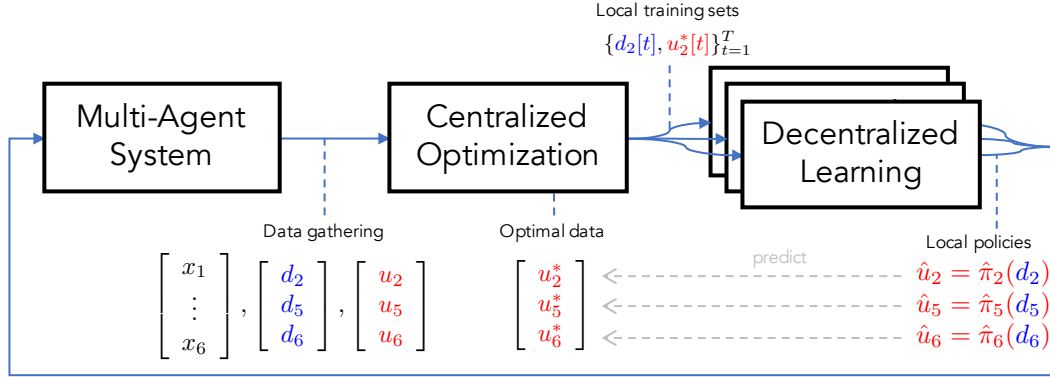 Local training sets
{d₂[t], u₂*[t]}ₜ₌₁ᵀ
Multi-Agent
System
Centralized
Optimization
Decentralized
Learning
Data gathering
Optimal data
Local policies
predict
[x₁ ⋮ x₆], [d₂ d₅ d₆], [u₂ u₅ u₆]
[u₂* u₅* u₆*]
û₂ = π̂₂(d₂)
û₅ = π̂₅(d₅)
û₆ = π̂₆(d₆)